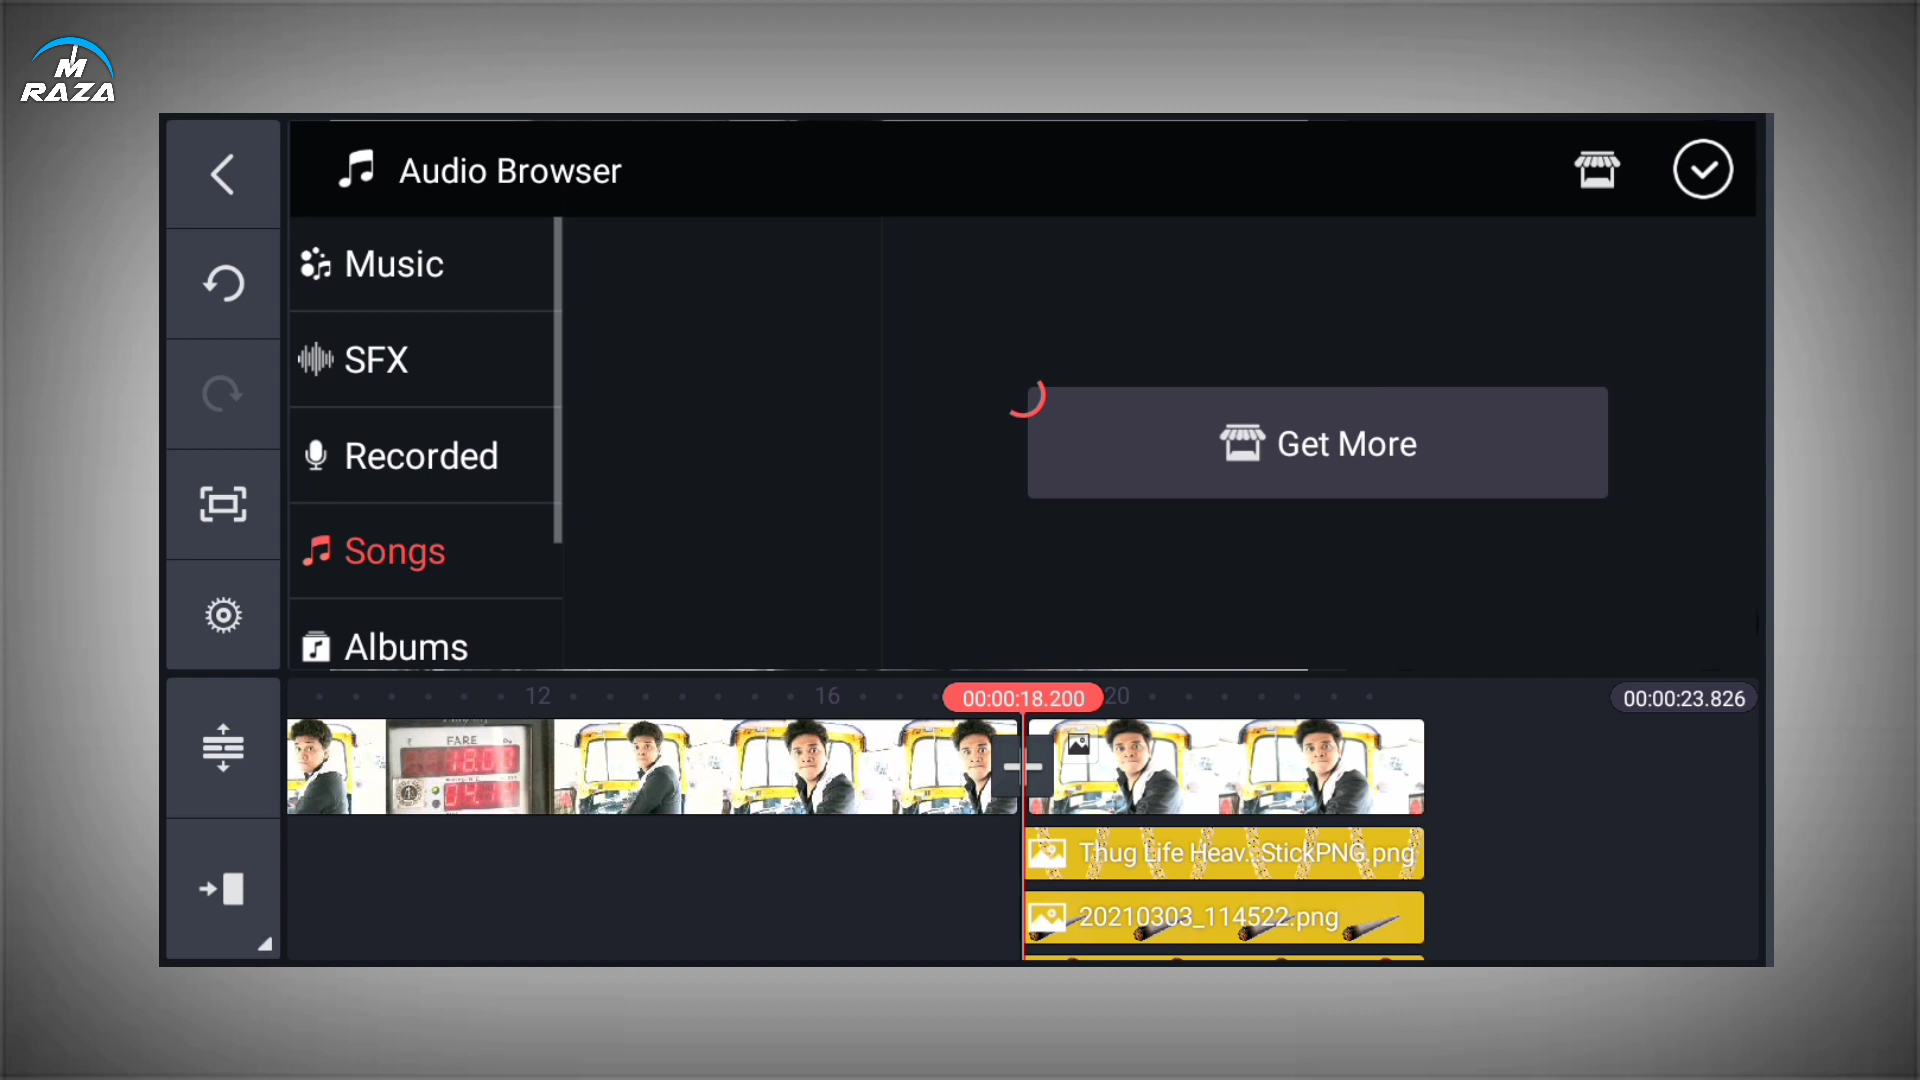 M
RAZA
Audio Browser
Music
SFX
Recorded
Songs
Albums
Get More
12
16
00:00:18.200
20
00:00:23.826
FARE
Thug Life Heav..StickPNG.png
20210303_114522.png